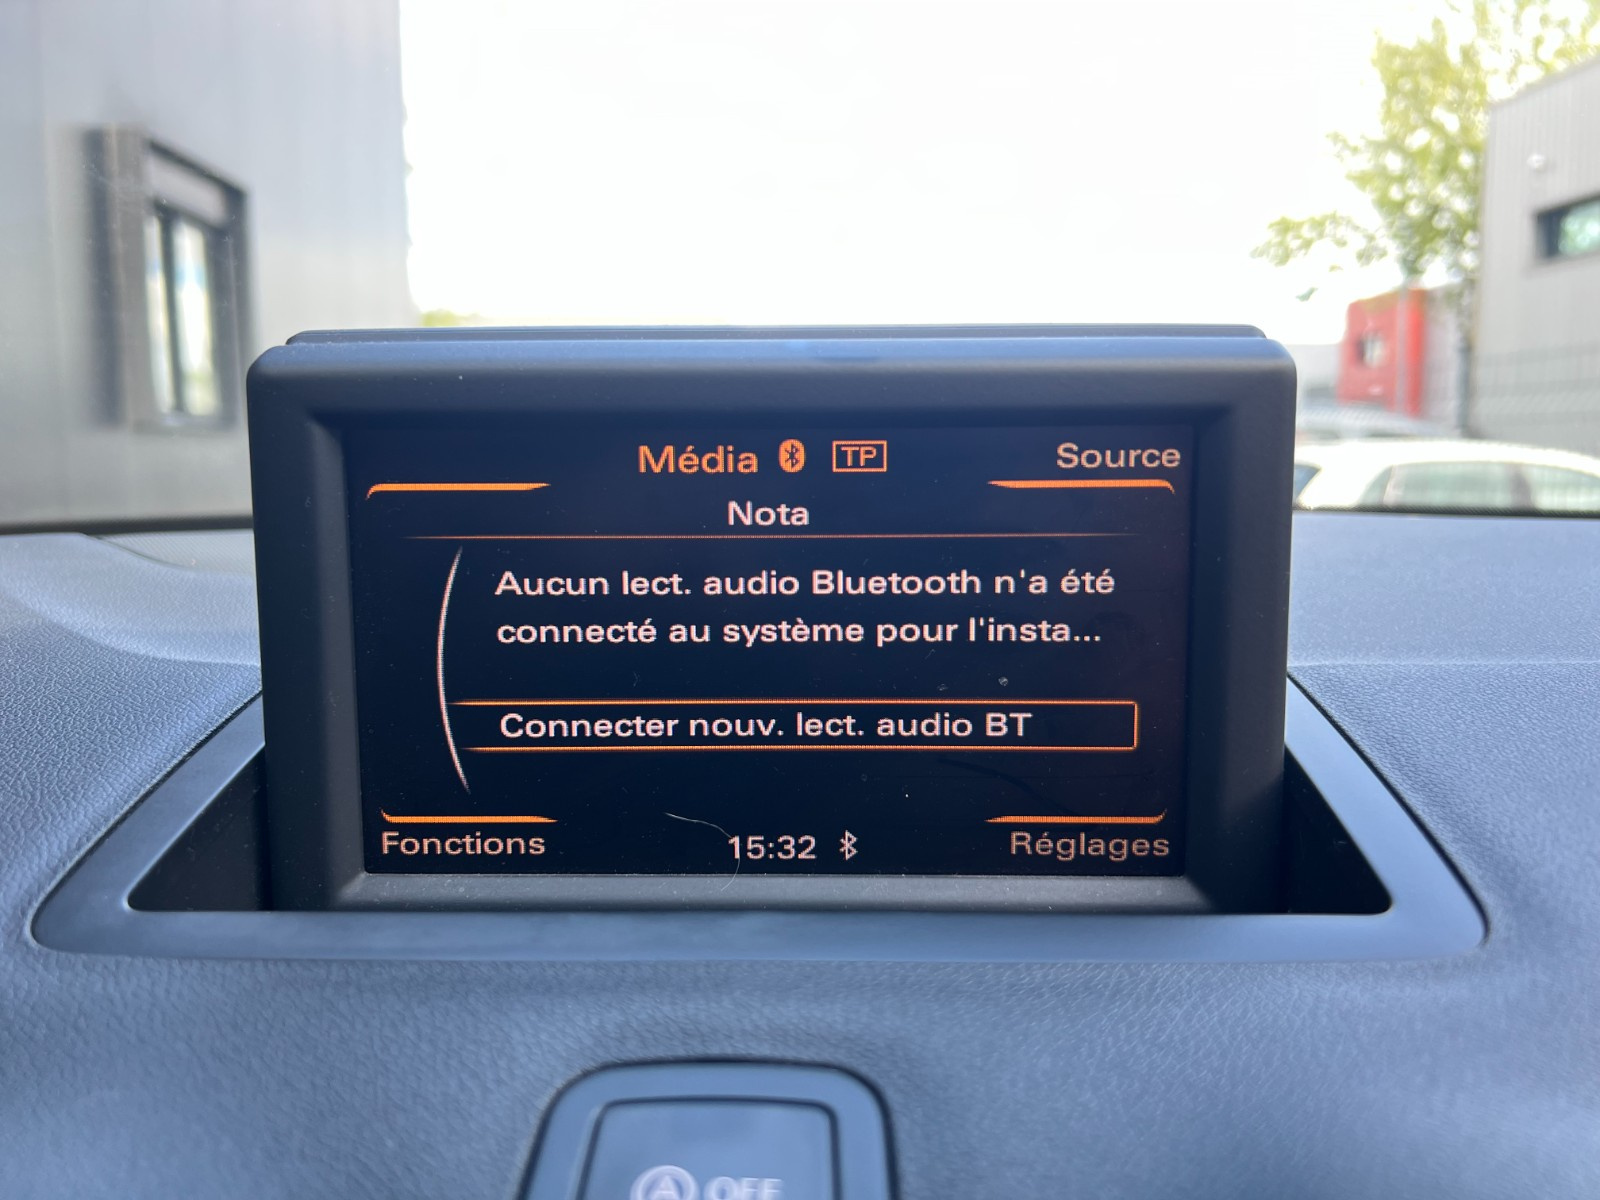 Média TP Source
Nota
Aucun lect. audio Bluetooth n'a été
connecté au système pour l'insta...
Connecter nouv. lect. audio BT
Fonctions 15:32 Réglages
A OFF